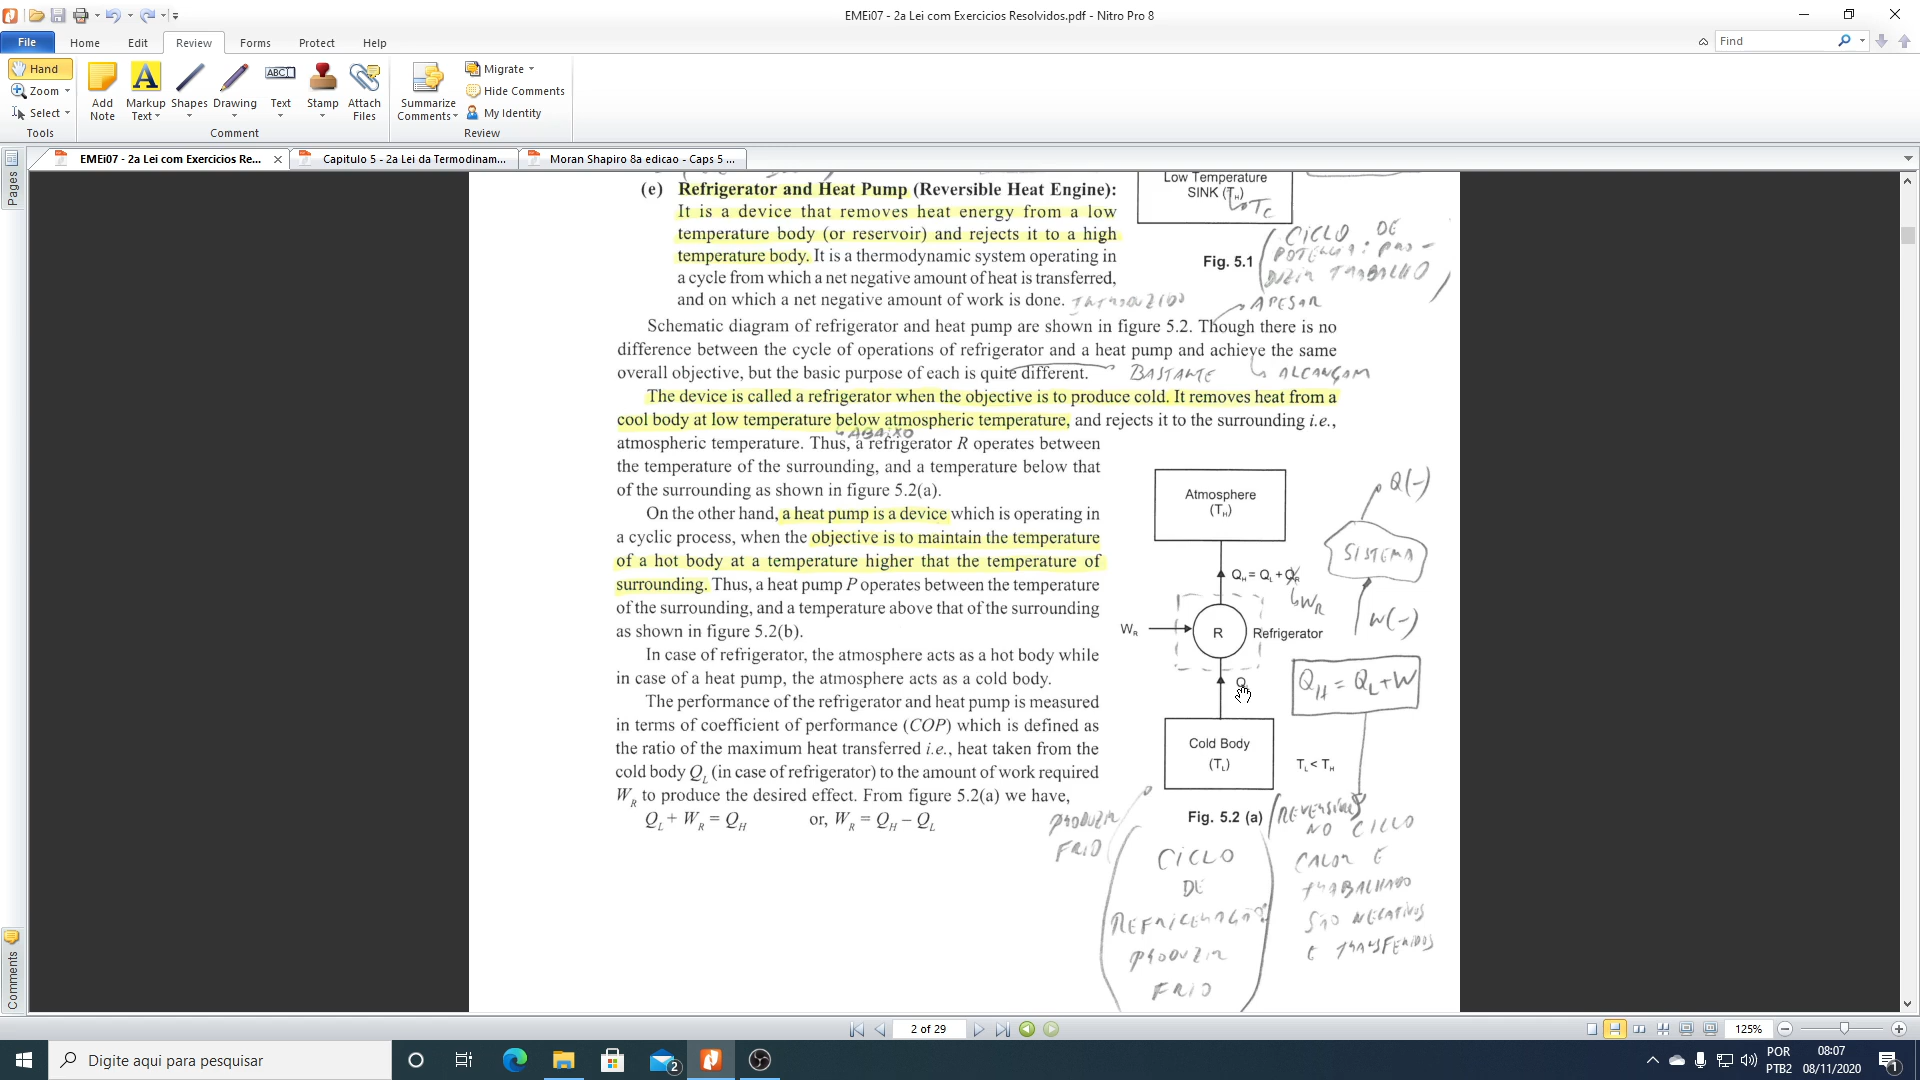 EMEi07 - 2a Lei com Exercicios Resolvidos.pdf - Nitro Pro 8
File
Home
Edit
Review
Forms
Protect
Help
Find
Hand
Zoom
Select
Tools
Add
Note
Markup
Text
Shapes
Drawing
Text
Stamp
Attach
Files
Comment
Summarize
Comments
Migrate
Hide Comments
My Identity
Review
EMEi07 - 2a Lei com Exercicios Re...
Capitulo 5 - 2a Lei da Termodinam...
Moran Shapiro 8a edicao - Caps 5 ...
Pages
Comments
(e) Refrigerator and Heat Pump (Reversible Heat Engine):
It is a device that removes heat energy from a low
temperature body (or reservoir) and rejects it to a high
temperature body. It is a thermodynamic system operating in
a cycle from which a net negative amount of heat is transferred,
and on which a net negative amount of work is done.
INTRODUZIDO
Low Temperature
SINK (TH)
TC
Fig. 5.1
CICLO DE
POTENCIA: PRO-
DUZIR TRABALHO
APESAR
Schematic diagram of refrigerator and heat pump are shown in figure 5.2. Though there is no
difference between the cycle of operations of refrigerator and a heat pump and achieve the same
overall objective, but the basic purpose of each is quite different.
BASTANTE
ALCANÇAM
The device is called a refrigerator when the objective is to produce cold. It removes heat from a
cool body at low temperature below atmospheric temperature, and rejects it to the surrounding i.e.,
ABAIXO
atmospheric temperature. Thus, a refrigerator R operates between
the temperature of the surrounding, and a temperature below that
of the surrounding as shown in figure 5.2(a).
On the other hand, a heat pump is a device which is operating in
a cyclic process, when the objective is to maintain the temperature
of a hot body at a temperature higher that the temperature of
surrounding. Thus, a heat pump P operates between the temperature
of the surrounding, and a temperature above that of the surrounding
as shown in figure 5.2(b).
In case of refrigerator, the atmosphere acts as a hot body while
in case of a heat pump, the atmosphere acts as a cold body.
The performance of the refrigerator and heat pump is measured
in terms of coefficient of performance (COP) which is defined as
the ratio of the maximum heat transferred i.e., heat taken from the
cold body QL (in case of refrigerator) to the amount of work required
WR to produce the desired effect. From figure 5.2(a) we have,
QL + WR = QH or, WR = QH – QL
Atmosphere
(TH)
QH = QL + QR
WR
WR
R
Refrigerator
Q
Cold Body
(TL)
TL < TH
Fig. 5.2 (a)
Q(-)
SISTEMA
W(-)
QH = QL+W
PRODUZIR
FRIO
CICLO
DE
REFRIGERAÇÃO:
PRODUZIR
FRIO
NO CICLO
CALOR E
TRABALHO
SÃO NEGATIVOS
E TRANSFERIDOS
2 of 29
125%
Digite aqui para pesquisar
2
POR
PTB2
08:07
08/11/2020
1